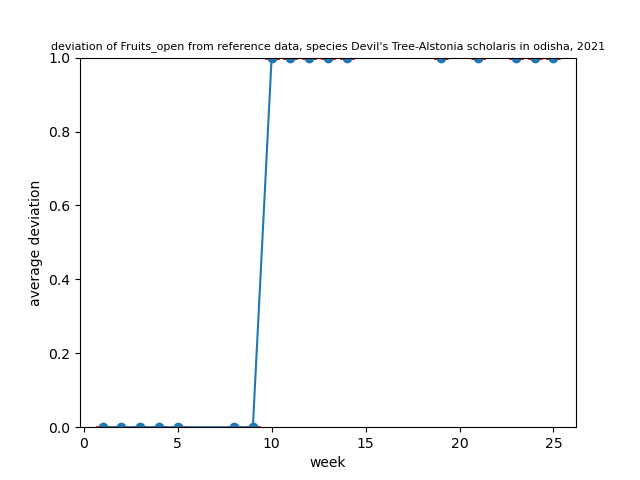 deviation of Fruits_open from reference data, species Devil's Tree-Alstonia scholaris in odisha, 2021
1.0
0.8
0.6
0.4
0.2
0.0
average deviation
0 5 10 15 20 25
week